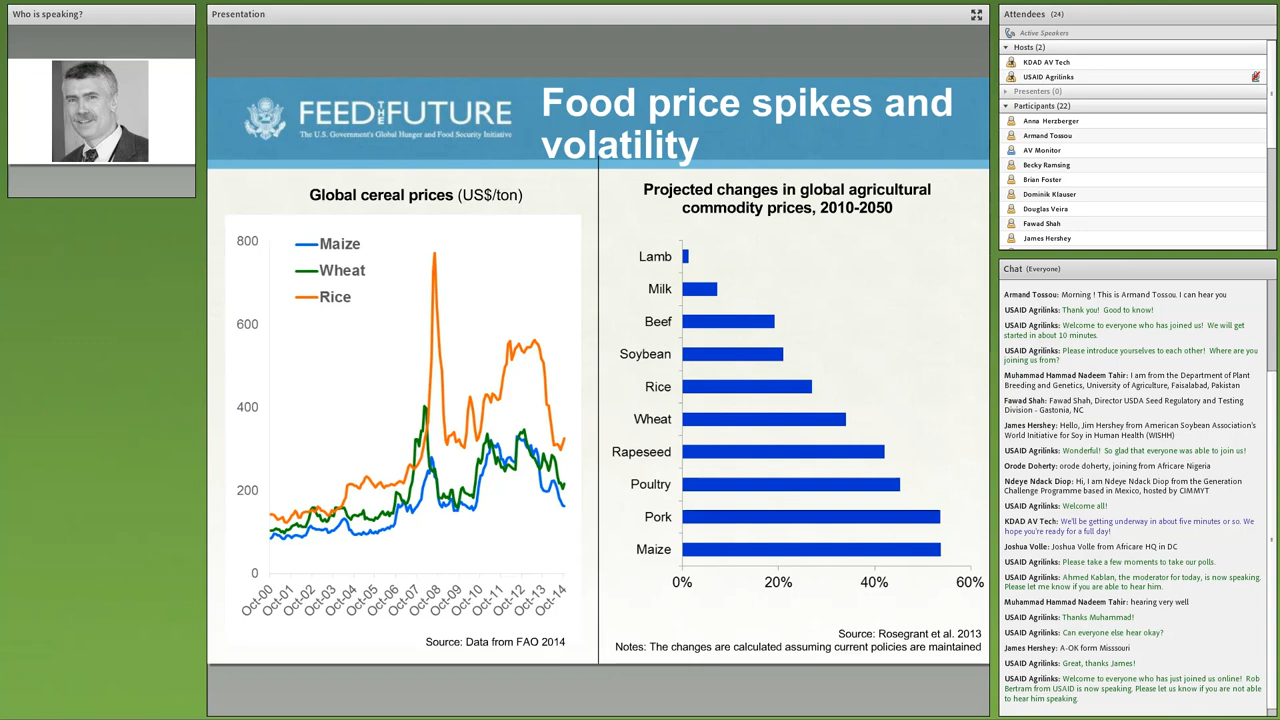 Who is speaking?
Presentation
FEED THE FUTURE
The U.S. Government's Global Hunger and Food Security Initiative
Food price spikes and
volatility
Global cereal prices (US$/ton)
800
600
400
200
0
Maize
Wheat
Rice
Oct-00
Oct-01
Oct-02
Oct-03
Oct-04
Oct-05
Oct-06
Oct-07
Oct-08
Oct-09
Oct-10
Oct-11
Oct-12
Oct-13
Oct-14
Source: Data from FAO 2014
Projected changes in global agricultural
commodity prices, 2010-2050
Lamb
Milk
Beef
Soybean
Rice
Wheat
Rapeseed
Poultry
Pork
Maize
0% 20% 40% 60%
Source: Rosegrant et al. 2013
Notes: The changes are calculated assuming current policies are maintained
Attendees (24)
Active Speakers
Hosts (2)
KDAD AV Tech
USAID Agrilinks
Presenters (0)
Participants (22)
Anna Herzberger
Armand Tossou
AV Monitor
Becky Ramsing
Brian Foster
Dominik Klauser
Douglas Veira
Fawad Shah
James Hershey
Chat (Everyone)
Armand Tossou: Morning ! This is Armand Tossou. I can hear you
USAID Agrilinks: Thank you! Good to know!
USAID Agrilinks: Welcome to everyone who has joined us! We will get
started in about 10 minutes.
USAID Agrilinks: Please introduce yourselves to each other! Where are you
joining us from?
Muhammad Hammad Nadeem Tahir: I am from the Department of Plant
Breeding and Genetics, University of Agriculture, Faisalabad, Pakistan
Fawad Shah: Fawad Shah, Director USDA Seed Regulatory and Testing
Division - Gastonia, NC
James Hershey: Hello, Jim Hershey from American Soybean Association's
World Initiative for Soy in Human Health (WISHH)
USAID Agrilinks: Wonderful! So glad that everyone was able to join us!
Orode Doherty: orode doherty, joining from Africare Nigeria
Ndeye Ndack Diop: Hi, I am Ndeye Ndack Diop from the Generation
Challenge Programme based in Mexico, hosted by CIMMYT
USAID Agrilinks: Welcome all!
KDAD AV Tech: We'll be getting underway in about five minutes or so. We
hope you're ready for a full day!
Joshua Volle: Joshua Volle from Africare HQ in DC
USAID Agrilinks: Please take a few moments to take our polls.
USAID Agrilinks: Ahmed Kablan, the moderator for today, is now speaking.
Please let me know if you are able to hear him.
Muhammad Hammad Nadeem Tahir: hearing very well
USAID Agrilinks: Thanks Muhammad!
USAID Agrilinks: Can everyone else hear okay?
James Hershey: A-OK form Misssouri
USAID Agrilinks: Great, thanks James!
USAID Agrilinks: Welcome to everyone who has just joined us online! Rob
Bertram from USAID is now speaking. Please let us know if you are not able
to hear him speaking.